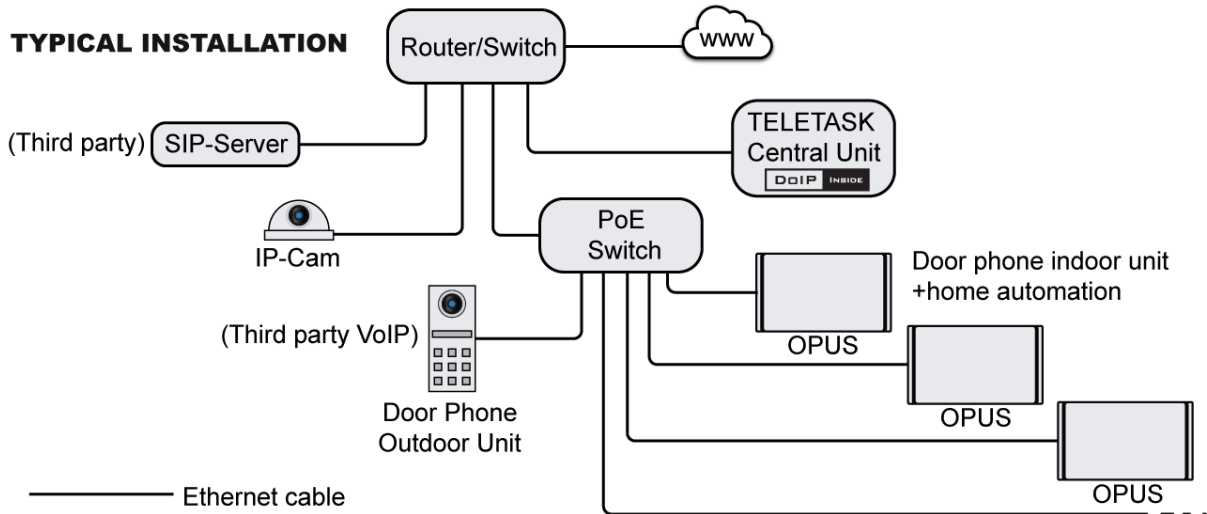 TYPICAL INSTALLATION
Router/Switch
www
(Third party)
SIP-Server
TELETASK
Central Unit
DoIP INSIDE
IP-Cam
PoE
Switch
Door phone indoor unit
+home automation
(Third party VoIP)
OPUS
OPUS
Door Phone
Outdoor Unit
OPUS
Ethernet cable